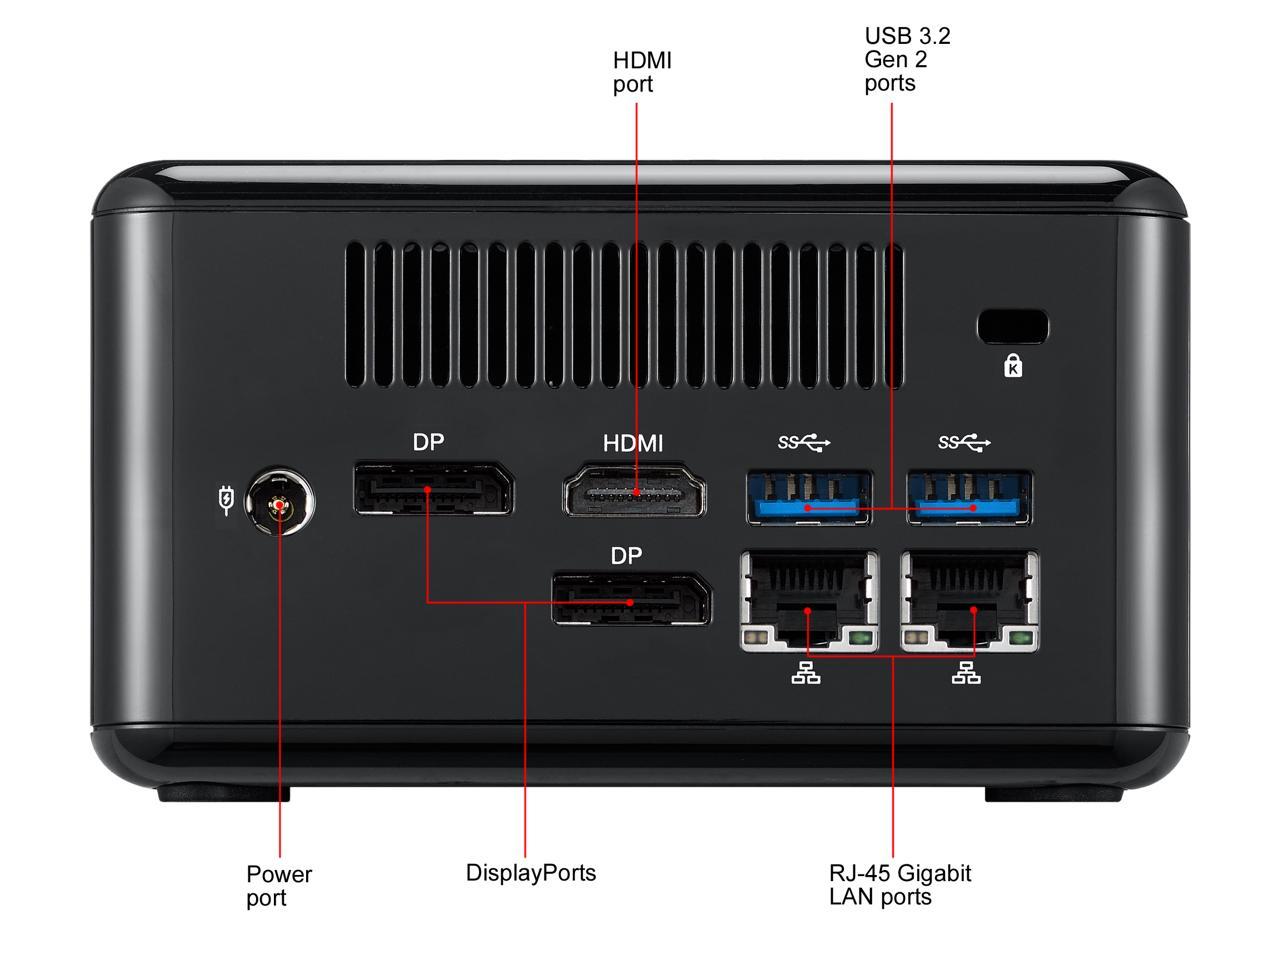 HDMI
port
USB 3.2
Gen 2
ports
K
DP
HDMI
SS
SS
DP
Power
port
DisplayPorts
RJ-45 Gigabit
LAN ports